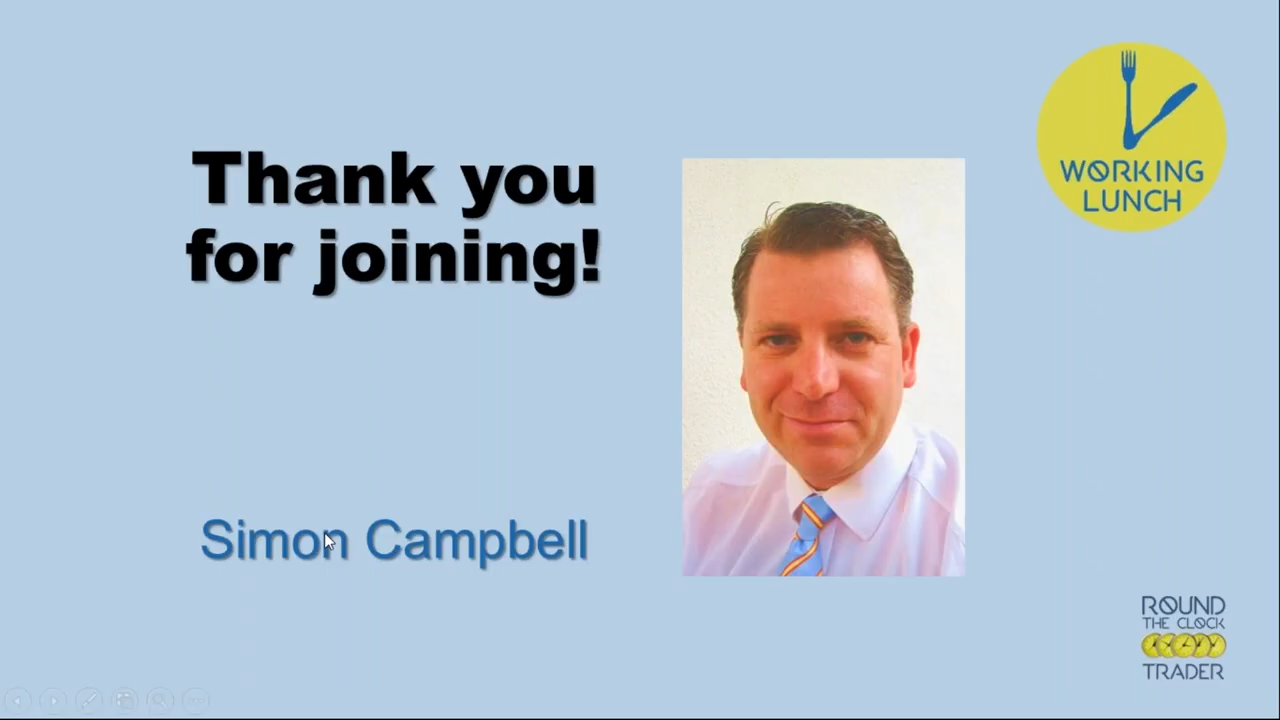 Thank you
for joining!
Simon Campbell
WORKING
LUNCH
ROUND
THE CLOCK
TRADER